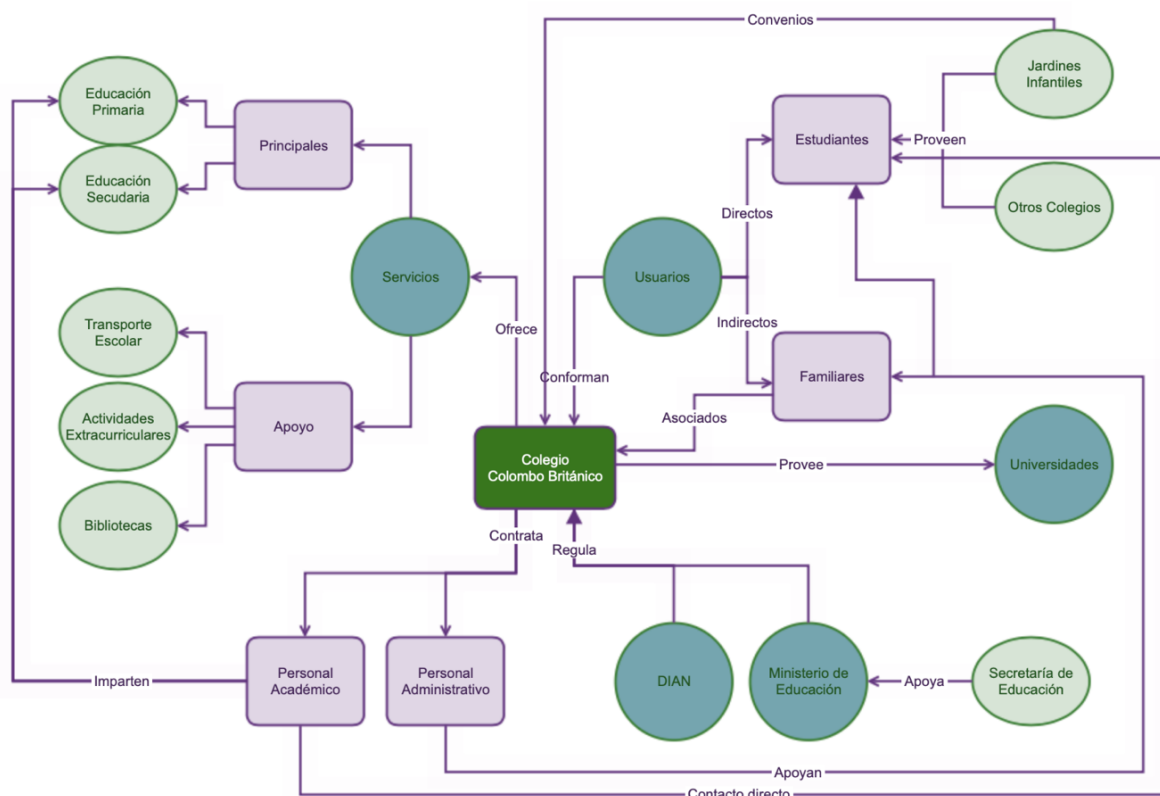 Convenios
Jardines
Infantiles
Educación
Primaria
Principales
Estudiantes
Proveen
Educación
Secudaria
Otros Colegios
Directos
Servicios
Usuarios
Transporte
Escolar
Ofrece
Indirectos
Conforman
Familiares
Asociados
Actividades
Extracurriculares
Apoyo
Colegio
Colombo Británico
Provee
Universidades
Bibliotecas
Contrata
Regula
Imparten
Personal
Académico
Personal
Administrativo
DIAN
Ministerio de
Educación
Apoya
Secretaría de
Educación
Apoyan
Contacto directo